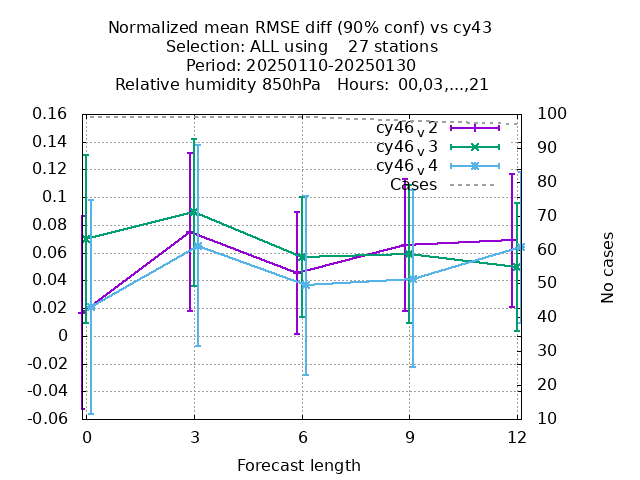 Normalized mean RMSE diff (90% conf) vs cy43
Selection: ALL using    27 stations
Period: 20250110-20250130
Relative humidity 850hPa   Hours: 00,03,...,21
0.16
0.14
0.12
0.1
0.08
0.06
0.04
0.02
0
-0.02
-0.04
-0.06
100
90
80
70
60
50
40
30
20
10
cy46v2
cy46v3
cy46v4
Cases
0 3 6 9 12
Forecast length
No cases